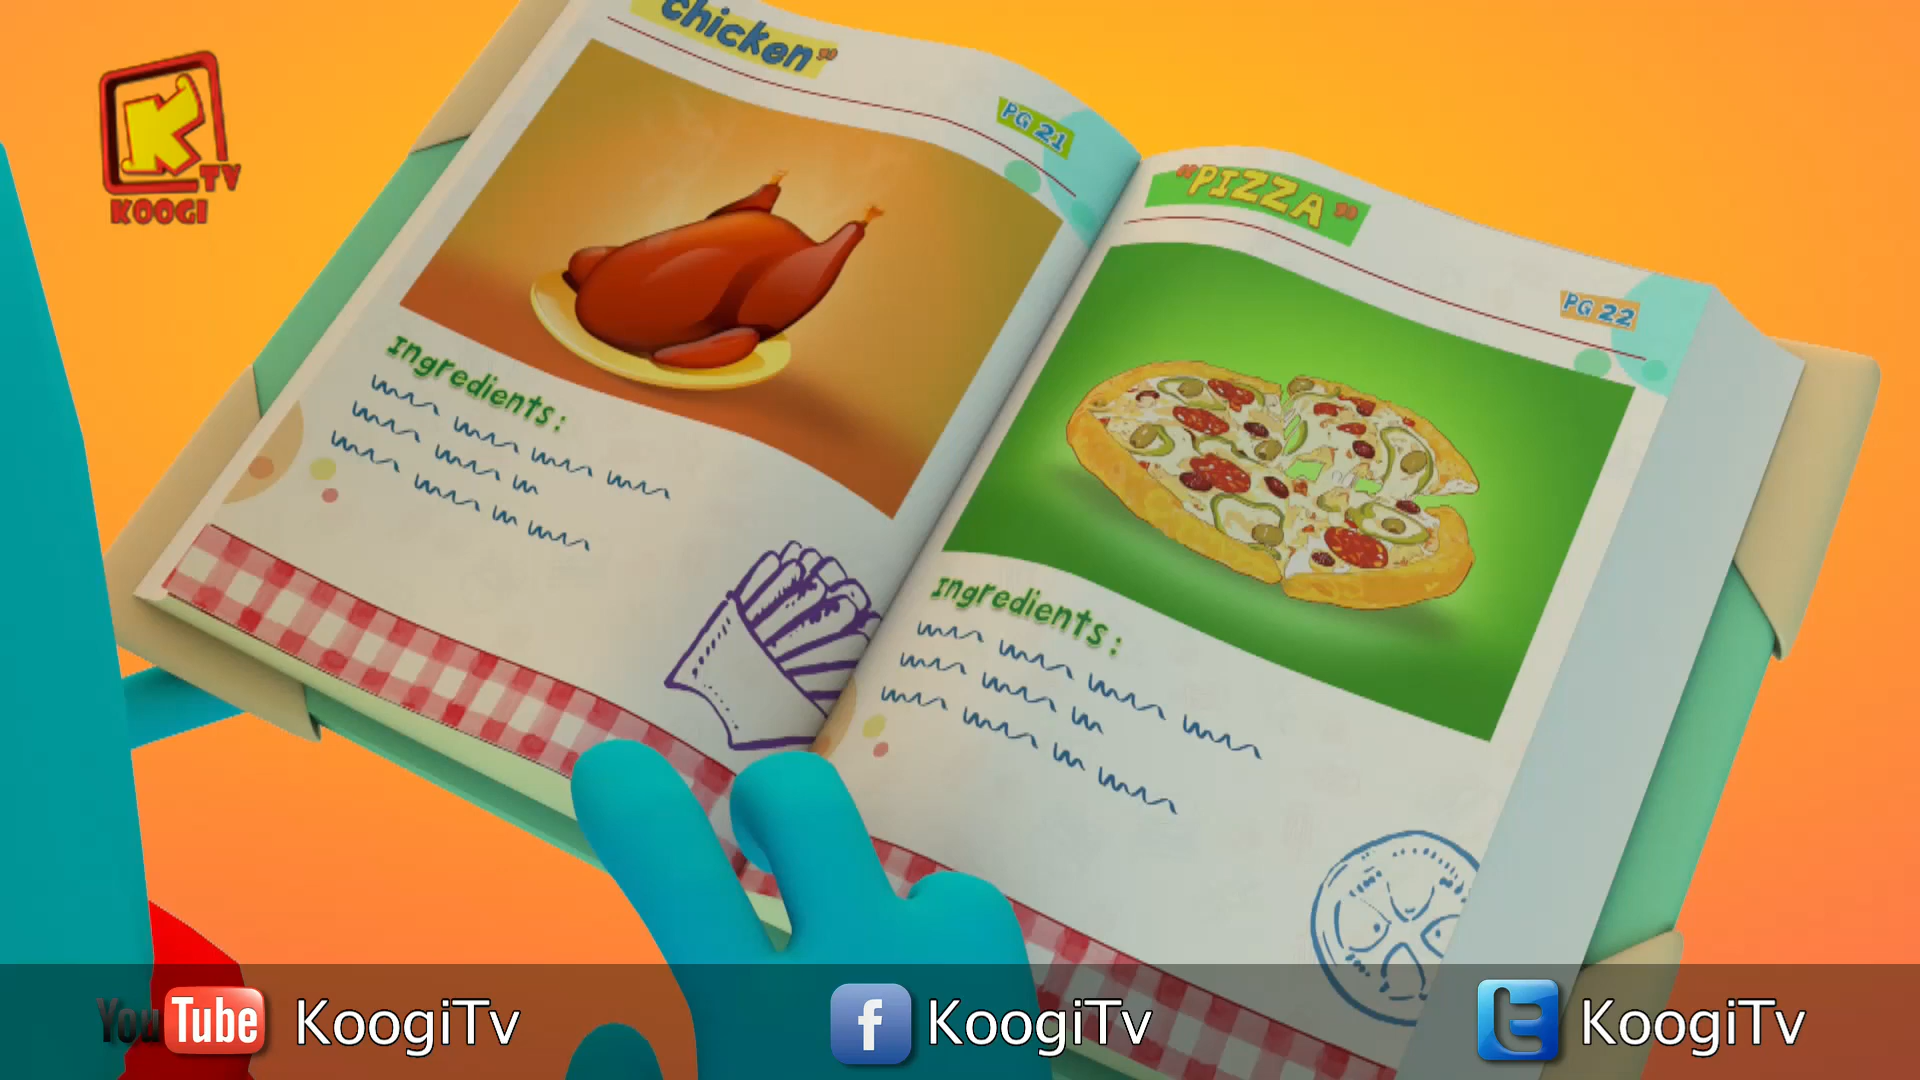 chicken"
PG 21
Ingredients:
"PIZZA"
PG 22
Ingredients:
K TV
KOOGI
YouTube KoogiTv
f KoogiTv
t KoogiTv